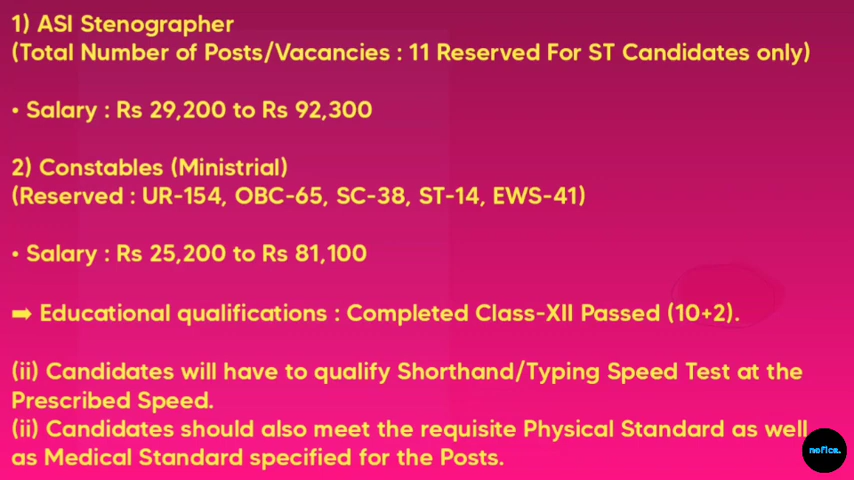 1) ASI Stenographer
(Total Number of Posts/Vacancies : 11 Reserved For ST Candidates only)
• Salary : Rs 29,200 to Rs 92,300
2) Constables (Ministrial)
(Reserved : UR-154, OBC-65, SC-38, ST-14, EWS-41)
• Salary : Rs 25,200 to Rs 81,100
➡ Educational qualifications : Completed Class-XII Passed (10+2).
(ii) Candidates will have to qualify Shorthand/Typing Speed Test at the
Prescribed Speed.
(ii) Candidates should also meet the requisite Physical Standard as well
as Medical Standard specified for the Posts.
nofica.